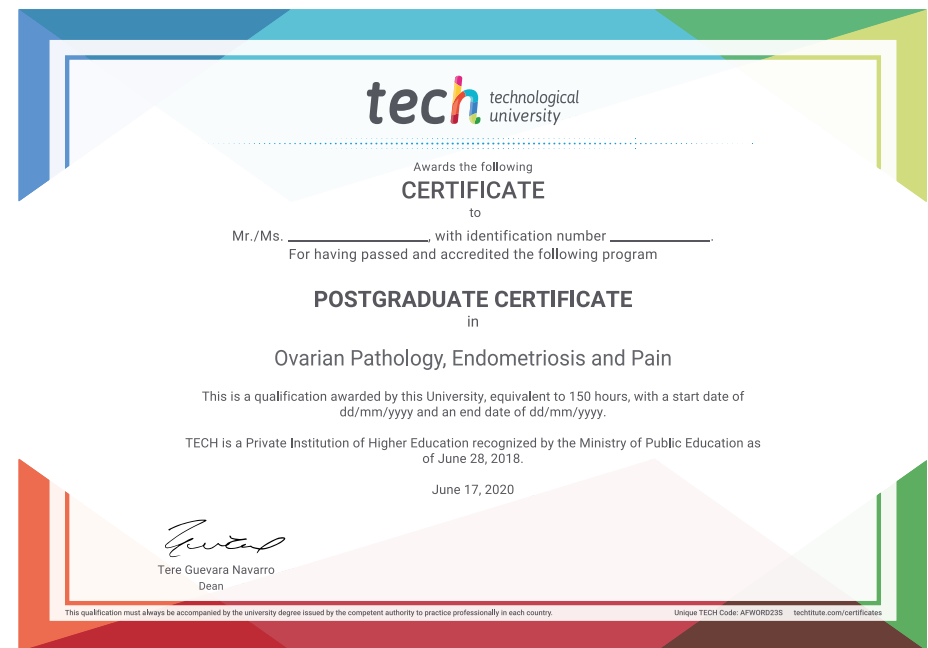 tech technological
university
Awards the following
CERTIFICATE
to
Mr./Ms. ____________, with identification number ____________.
For having passed and accredited the following program
POSTGRADUATE CERTIFICATE
in
Ovarian Pathology, Endometriosis and Pain
This is a qualification awarded by this University, equivalent to 150 hours, with a start date of
dd/mm/yyyy and an end date of dd/mm/yyyy.
TECH is a Private Institution of Higher Education recognized by the Ministry of Public Education as
of June 28, 2018.
June 17, 2020
Tere Guevara Navarro
Dean
This qualification must always be accompanied by the university degree issued by the competent authority to practice professionally in each country. Unique TECH Code: AFWORD23S techtitute.com/certificates